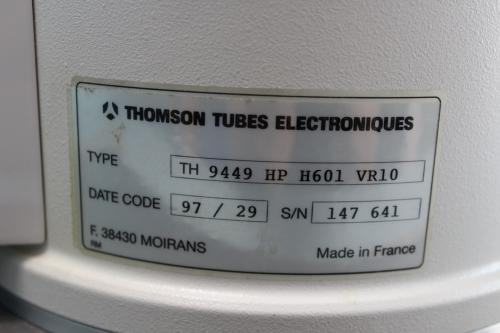 THOMSON TUBES ELECTRONIQUES
TYPE TH 9449 HP H601 VR10
DATE CODE 97 / 29 S/N 147 641
F. 38430 MOIRANS
RM Made in France